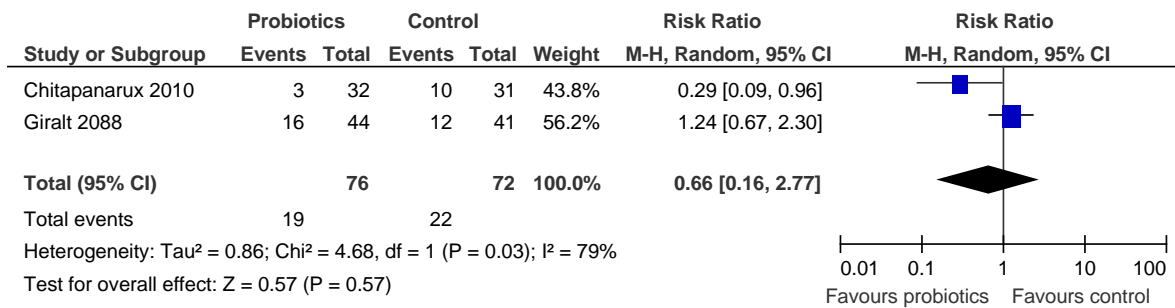 Probiotics Control Risk Ratio Risk Ratio
Study or Subgroup Events Total Events Total Weight M-H, Random, 95% CI M-H, Random, 95% CI
Chitapanarux 2010 3 32 10 31 43.8% 0.29 [0.09, 0.96]
Giralt 2088 16 44 12 41 56.2% 1.24 [0.67, 2.30]
Total (95% CI) 76 72 100.0% 0.66 [0.16, 2.77]
Total events 19 22
Heterogeneity: Tau² = 0.86; Chi² = 4.68, df = 1 (P = 0.03); I² = 79%
Test for overall effect: Z = 0.57 (P = 0.57)
0.01 0.1 1 10 100
Favours probiotics Favours control